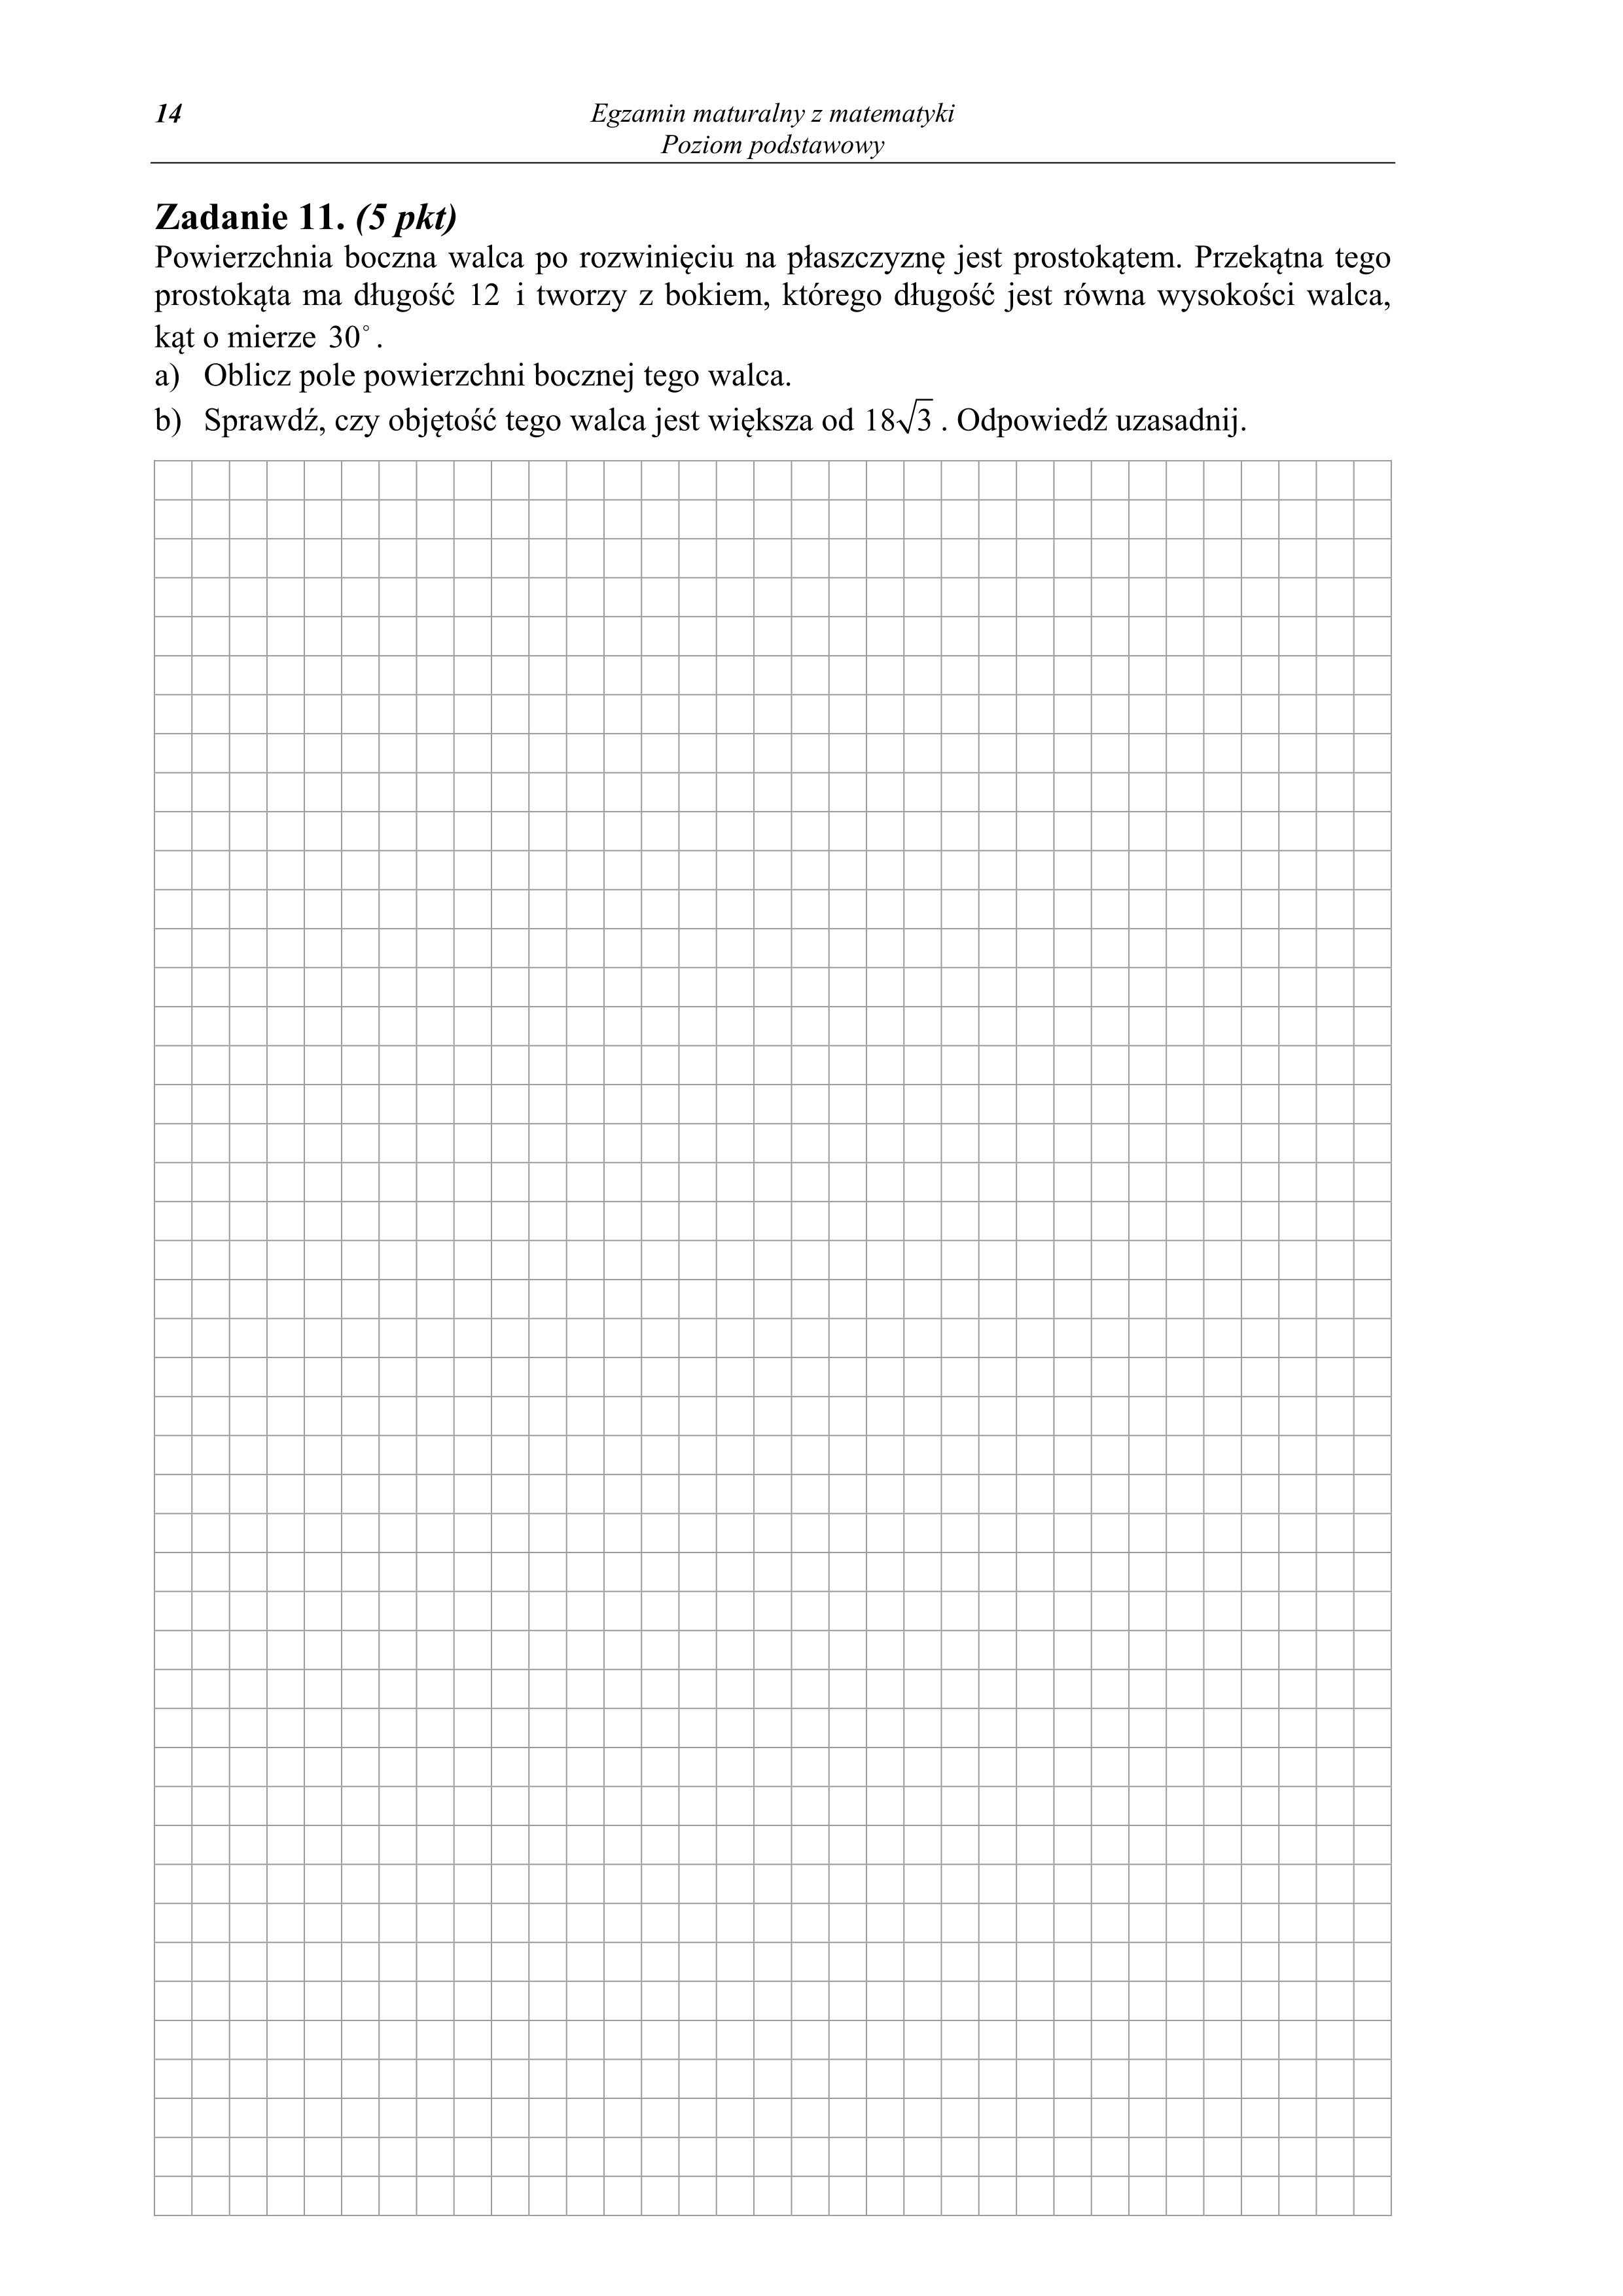 14
Egzamin maturalny z matematyki
Poziom podstawowy
Zadanie 11. (5 pkt)
Powierzchnia boczna walca po rozwinięciu na płaszczyznę jest prostokątem. Przekątna tego
prostokąta ma długość 12 i tworzy z bokiem, którego długość jest równa wysokości walca,
kąt o mierze 30°.
a) Oblicz pole powierzchni bocznej tego walca.
b) Sprawdź, czy objętość tego walca jest większa od 18√3 . Odpowiedź uzasadnij.